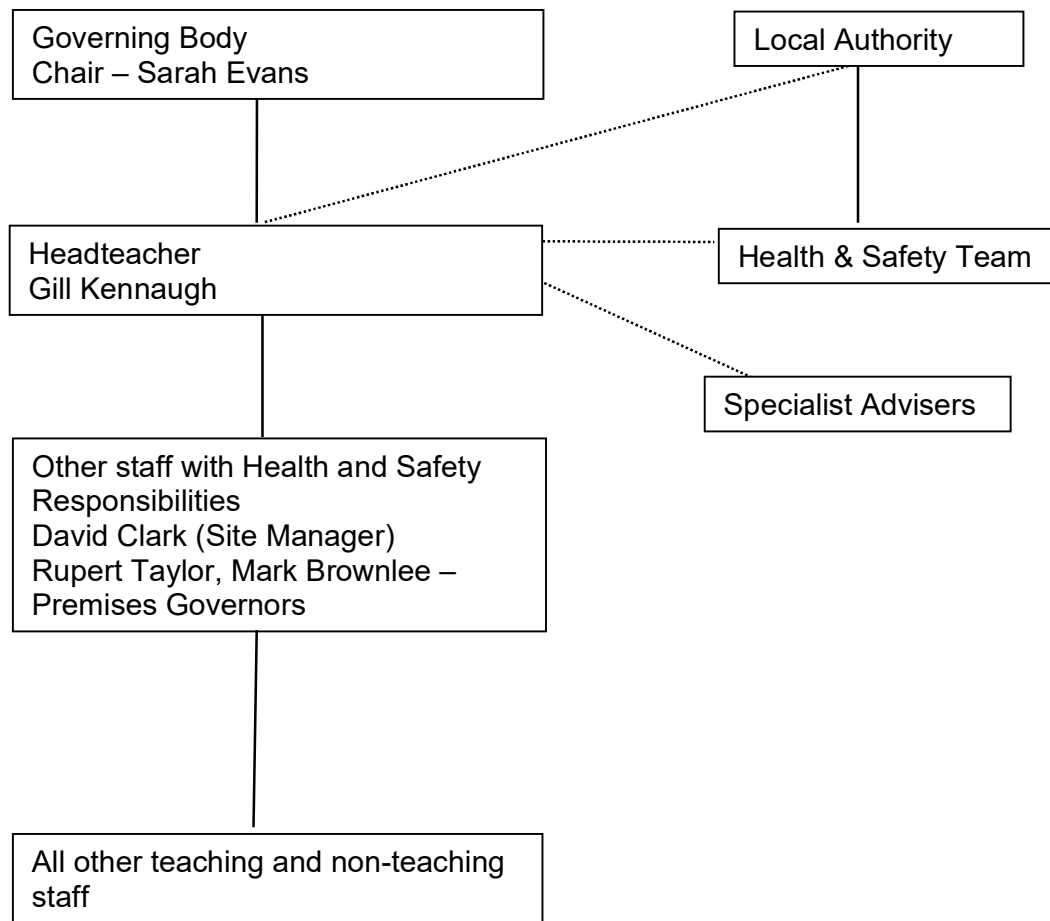 Governing Body
Chair – Sarah Evans
Local Authority
Headteacher
Gill Kennaugh
Health & Safety Team
Specialist Advisers
Other staff with Health and Safety
Responsibilities
David Clark (Site Manager)
Rupert Taylor, Mark Brownlee –
Premises Governors
All other teaching and non-teaching
staff